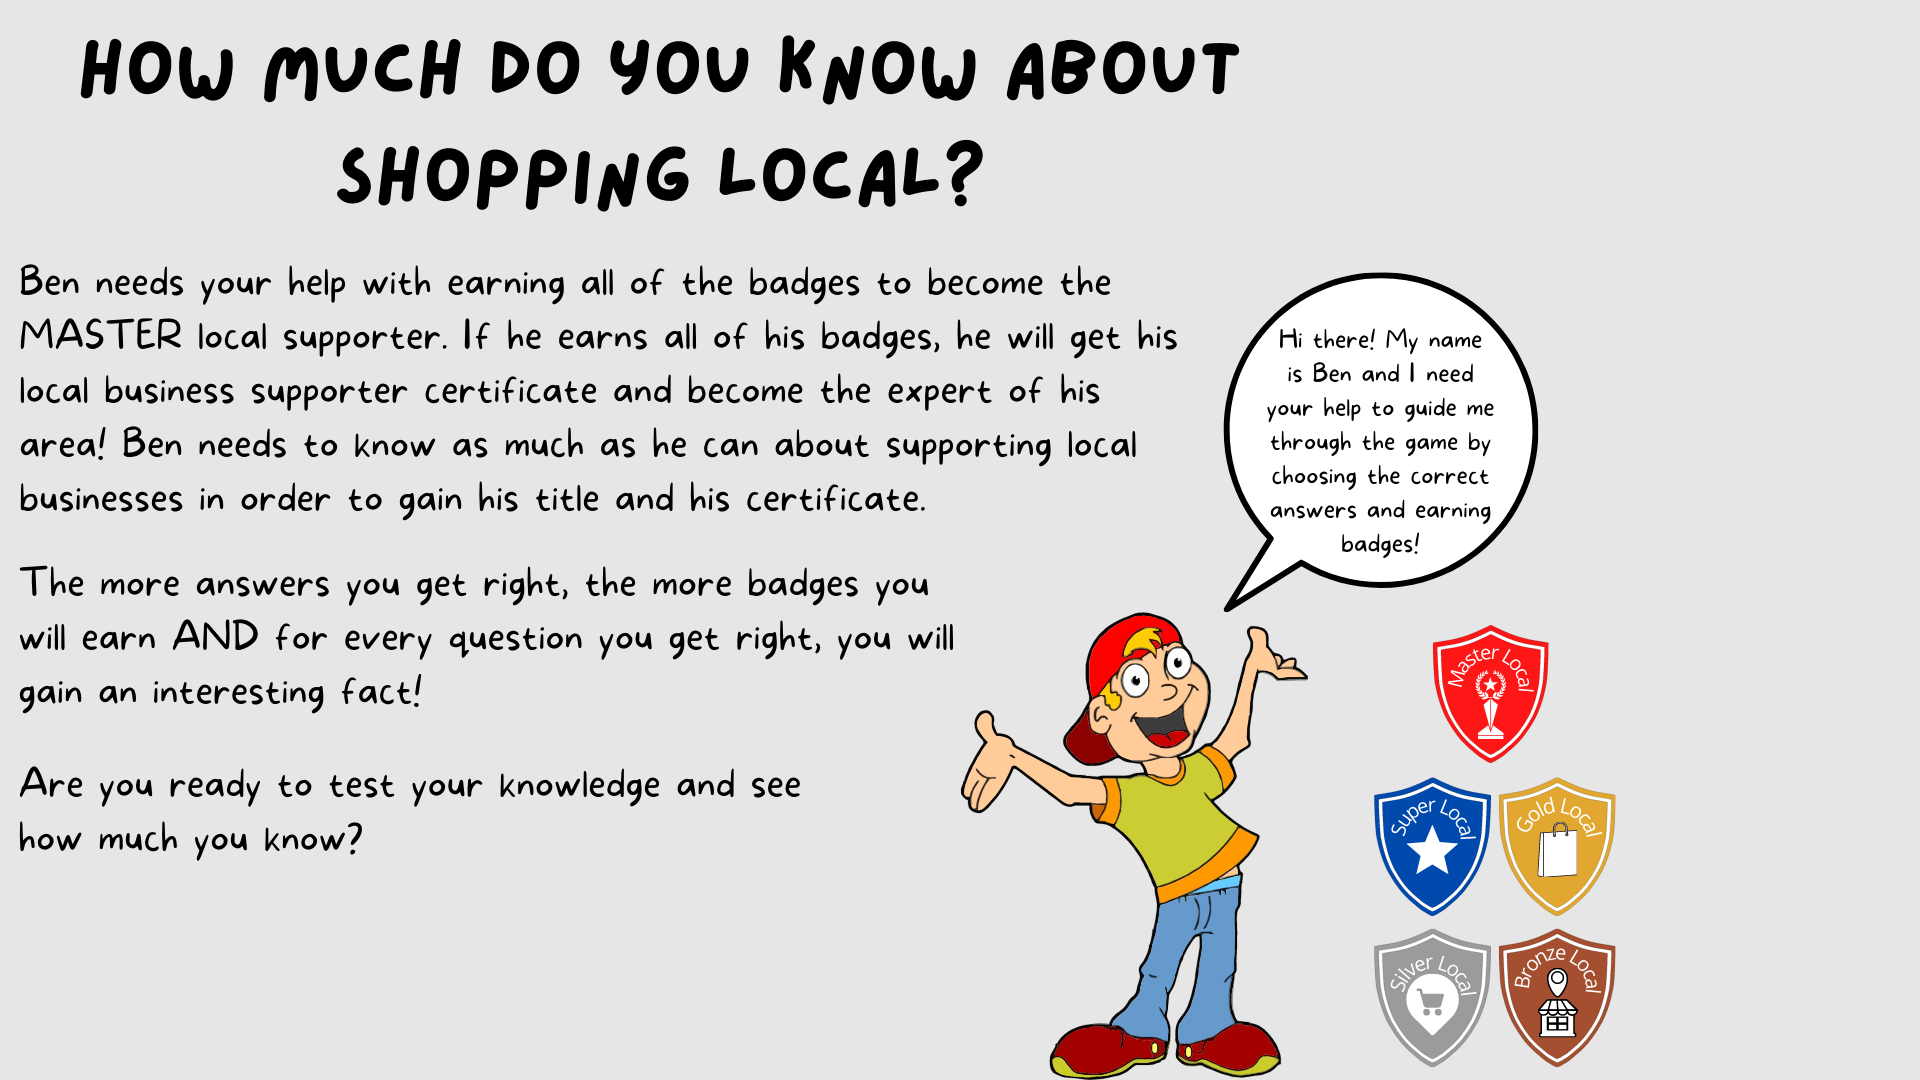 HOW MUCH DO YOU KNOW ABOUT
SHOPPING LOCAL?
Ben needs your help with earning all of the badges to become the
MASTER local supporter. If he earns all of his badges, he will get his
local business supporter certificate and become the expert of his
area! Ben needs to know as much as he can about supporting local
businesses in order to gain his title and his certificate.
The more answers you get right, the more badges you
will earn AND for every question you get right, you will
gain an interesting fact!
Are you ready to test your knowledge and see
how much you know?
Hi there! My name
is Ben and I need
your help to guide me
through the game by
choosing the correct
answers and earning
badges!
Master Local
Super Local
Gold Local
Silver Local
Bronze Local